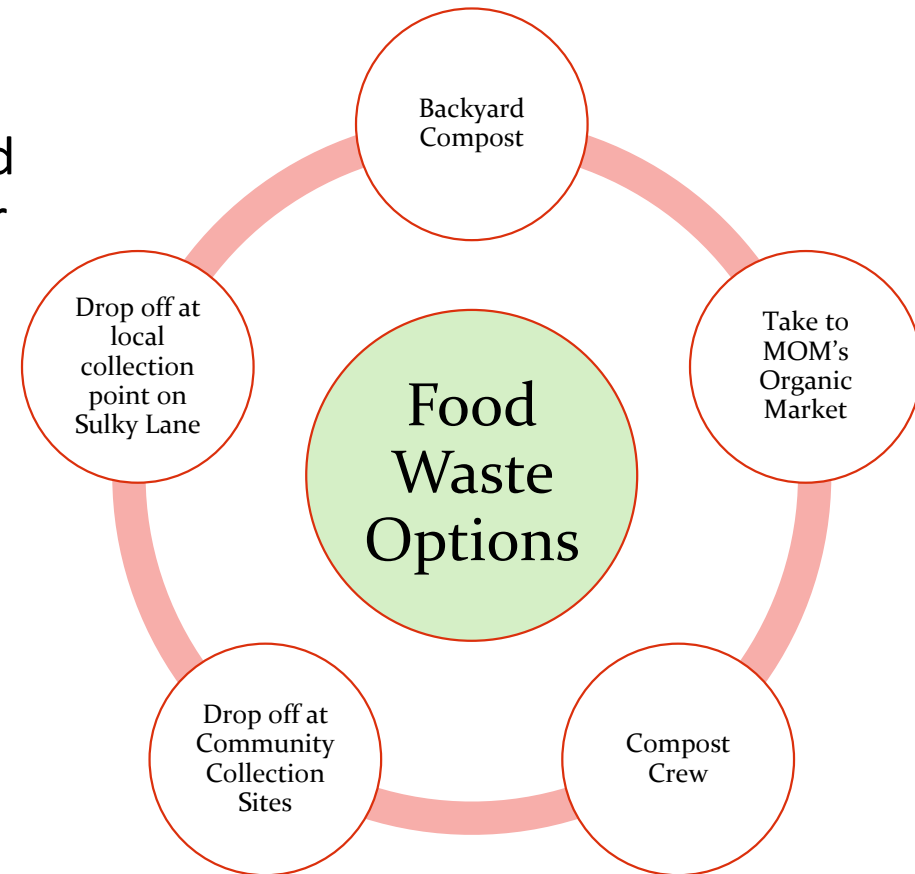 Backyard
Compost
Take to
MOM's
Organic
Market
Compost
Crew
Drop off at
Community
Collection
Sites
Drop off at
local
collection
point on
Sulky Lane
Food
Waste
Options